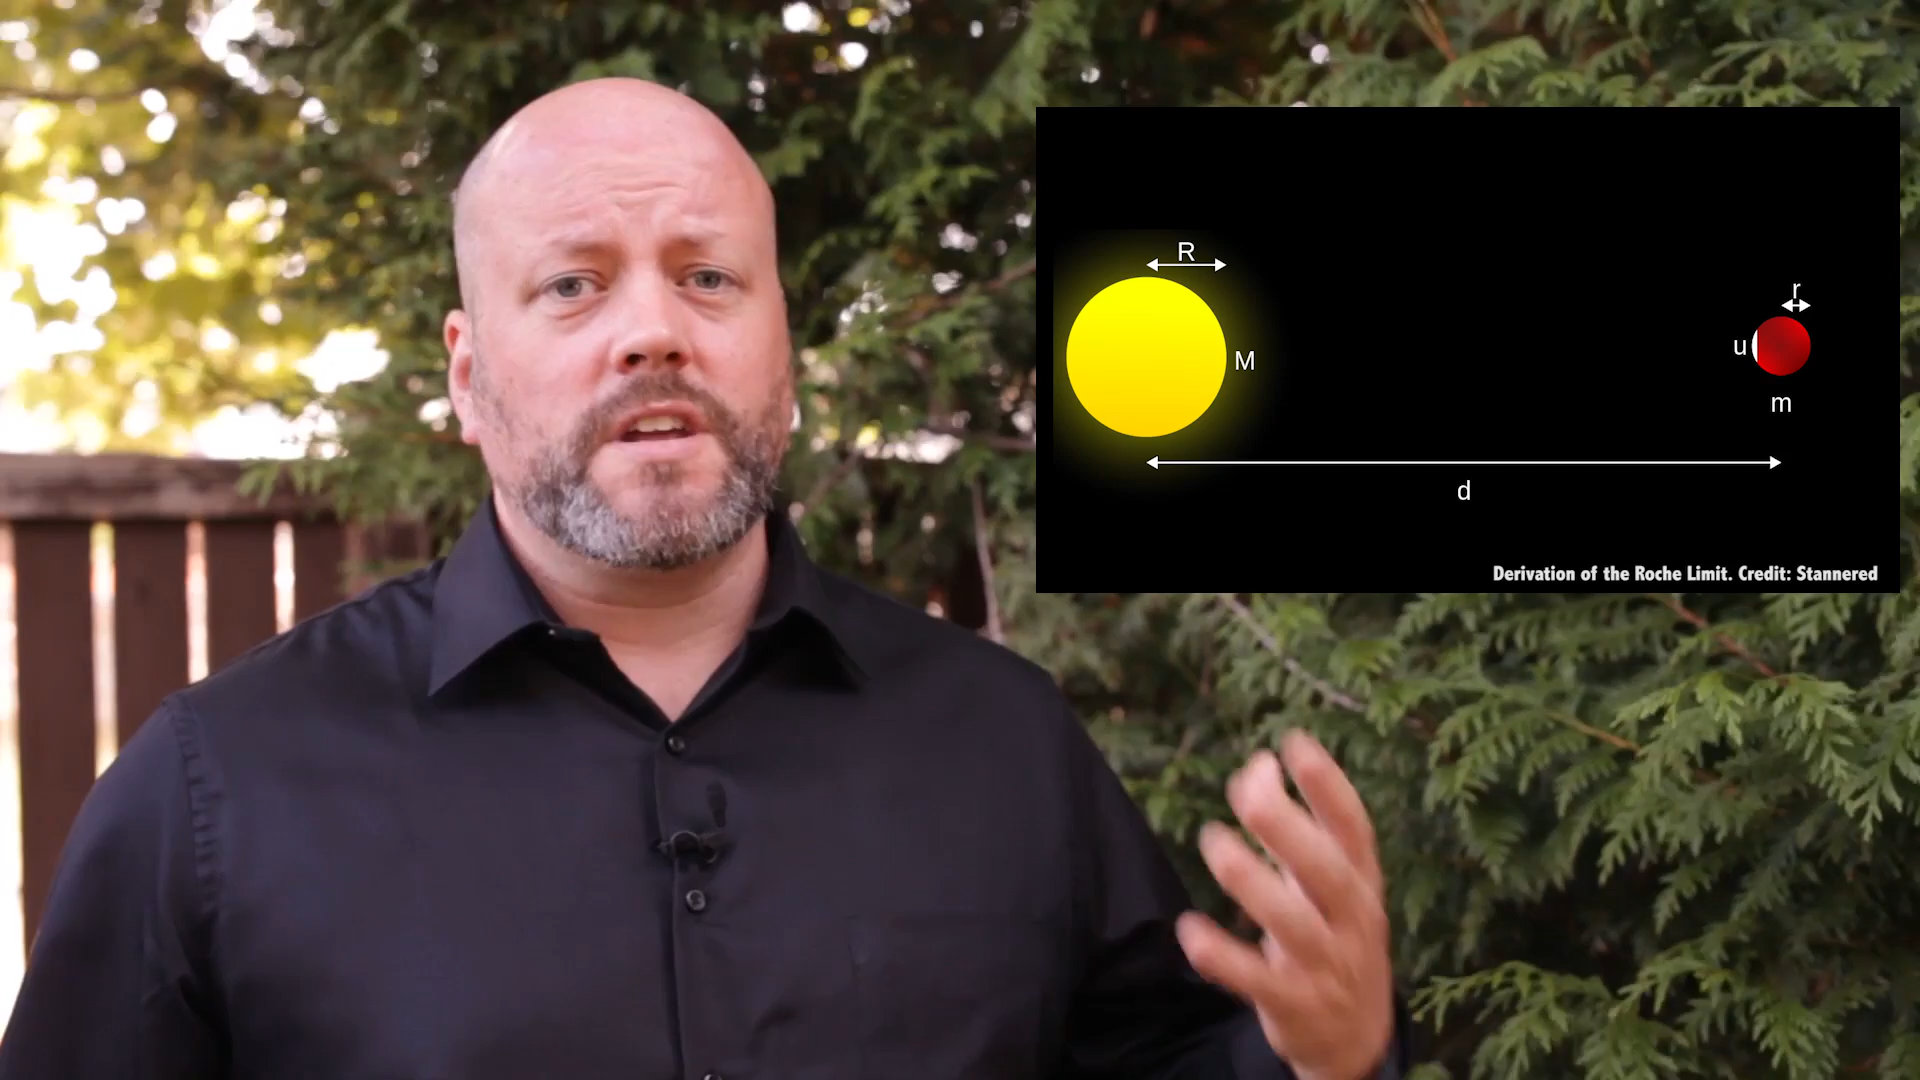 R
M
r
u
m
d
Derivation of the Roche Limit. Credit: Stannered